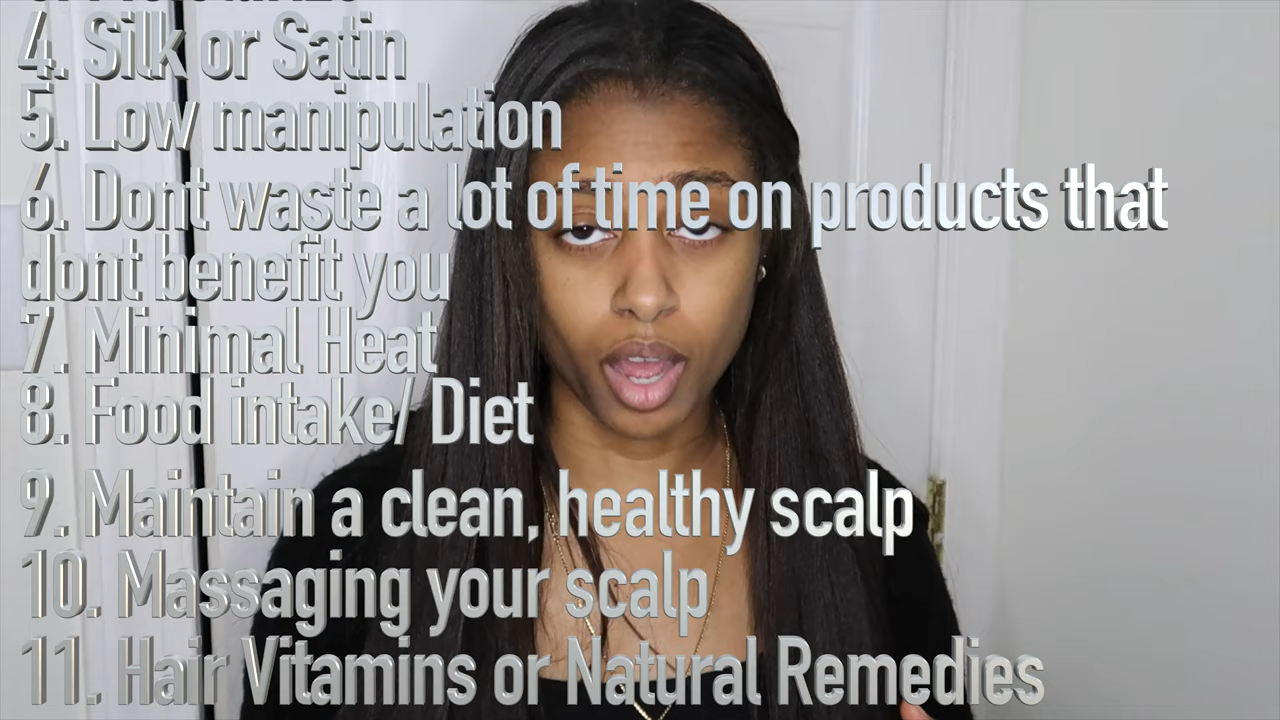 4. Silk or Satin
5. Low manipulation
6. Dont waste a lot of time on products that
dont benefit you
7. Minimal Heat
8. Food intake/ Diet
9. Maintain a clean, healthy scalp
10. Massaging your scalp
11. Hair Vitamins or Natural Remedies